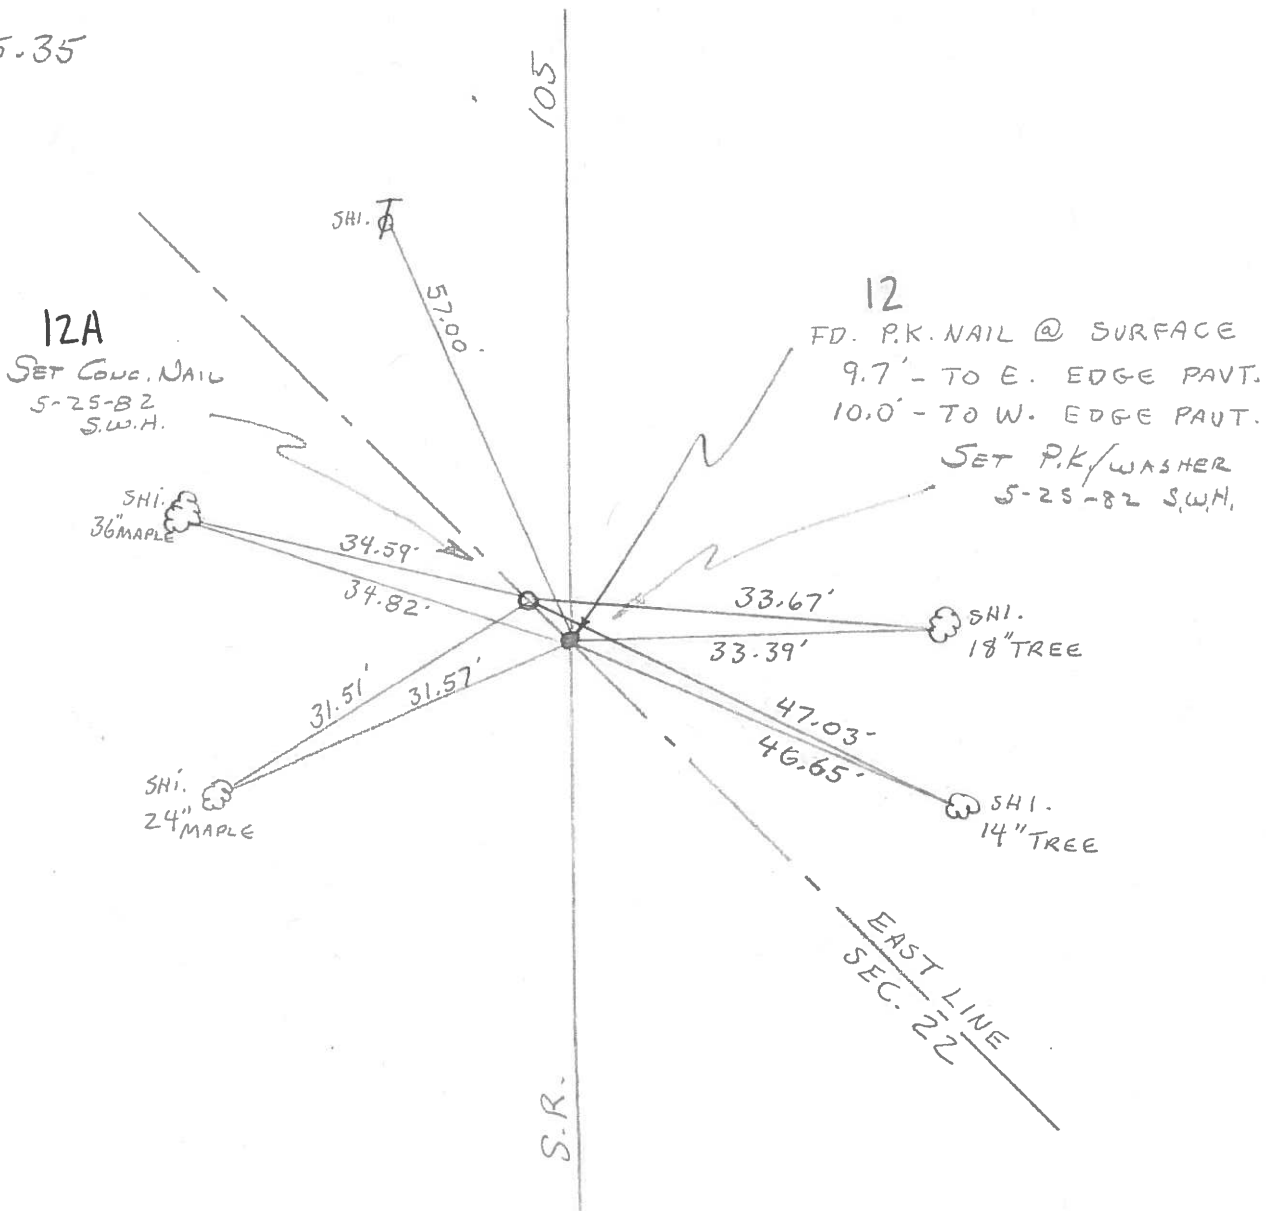 5.35
105
SHI.
57.00'
12A
SET CONC. NAIL
5-25-82
S.W.H.
12
FD. P.K. NAIL @ SURFACE
9.7' - TO E. EDGE PAVT.
10.0' - TO W. EDGE PAVT.
SET P.K./WASHER
5-25-82 S.W.H.
SHI.
36" MAPLE
34.59'
34.82'
33.67'
33.39'
SHI.
18" TREE
31.51'
31.57'
47.03'
46.65'
SHI.
24" MAPLE
SHI.
14" TREE
EAST LINE
SEC. 22
S.R.